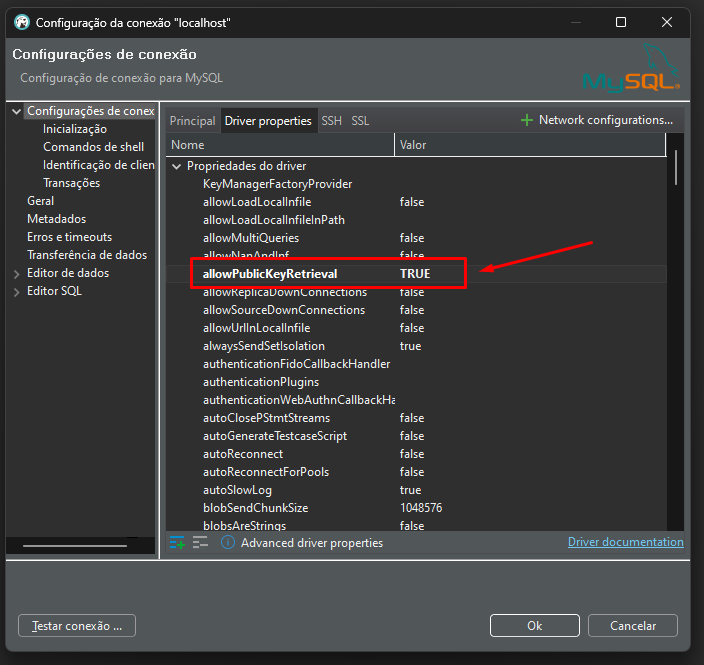 Configuração da conexão "localhost"
Configurações de conexão
Configuração de conexão para MySQL
MySQL
Configurações de conex
Inicialização
Comandos de shell
Identificação de clien
Transações
Geral
Metadados
Erros e timeouts
Transferência de dados
Editor de dados
Editor SQL
Principal Driver properties SSH SSL Network configurations...
Nome Valor
Propriedades do driver
KeyManagerFactoryProvider
allowLoadLocalInfile false
allowLoadLocalInfileInPath
allowMultiQueries false
allowNanAndInf false
allowPublicKeyRetrieval TRUE
allowReplicaDownConnections false
allowSourceDownConnections false
allowUrlInLocalInfile false
alwaysSendSetIsolation true
authenticationFidoCallbackHandler
authenticationPlugins
authenticationWebAuthnCallbackHa
autoClosePStmtStreams false
autoGenerateTestcaseScript false
autoReconnect false
autoReconnectForPools false
autoSlowLog true
blobSendChunkSize 1048576
blobsAreStrings false
Advanced driver properties Driver documentation
Testar conexão ... Ok Cancelar